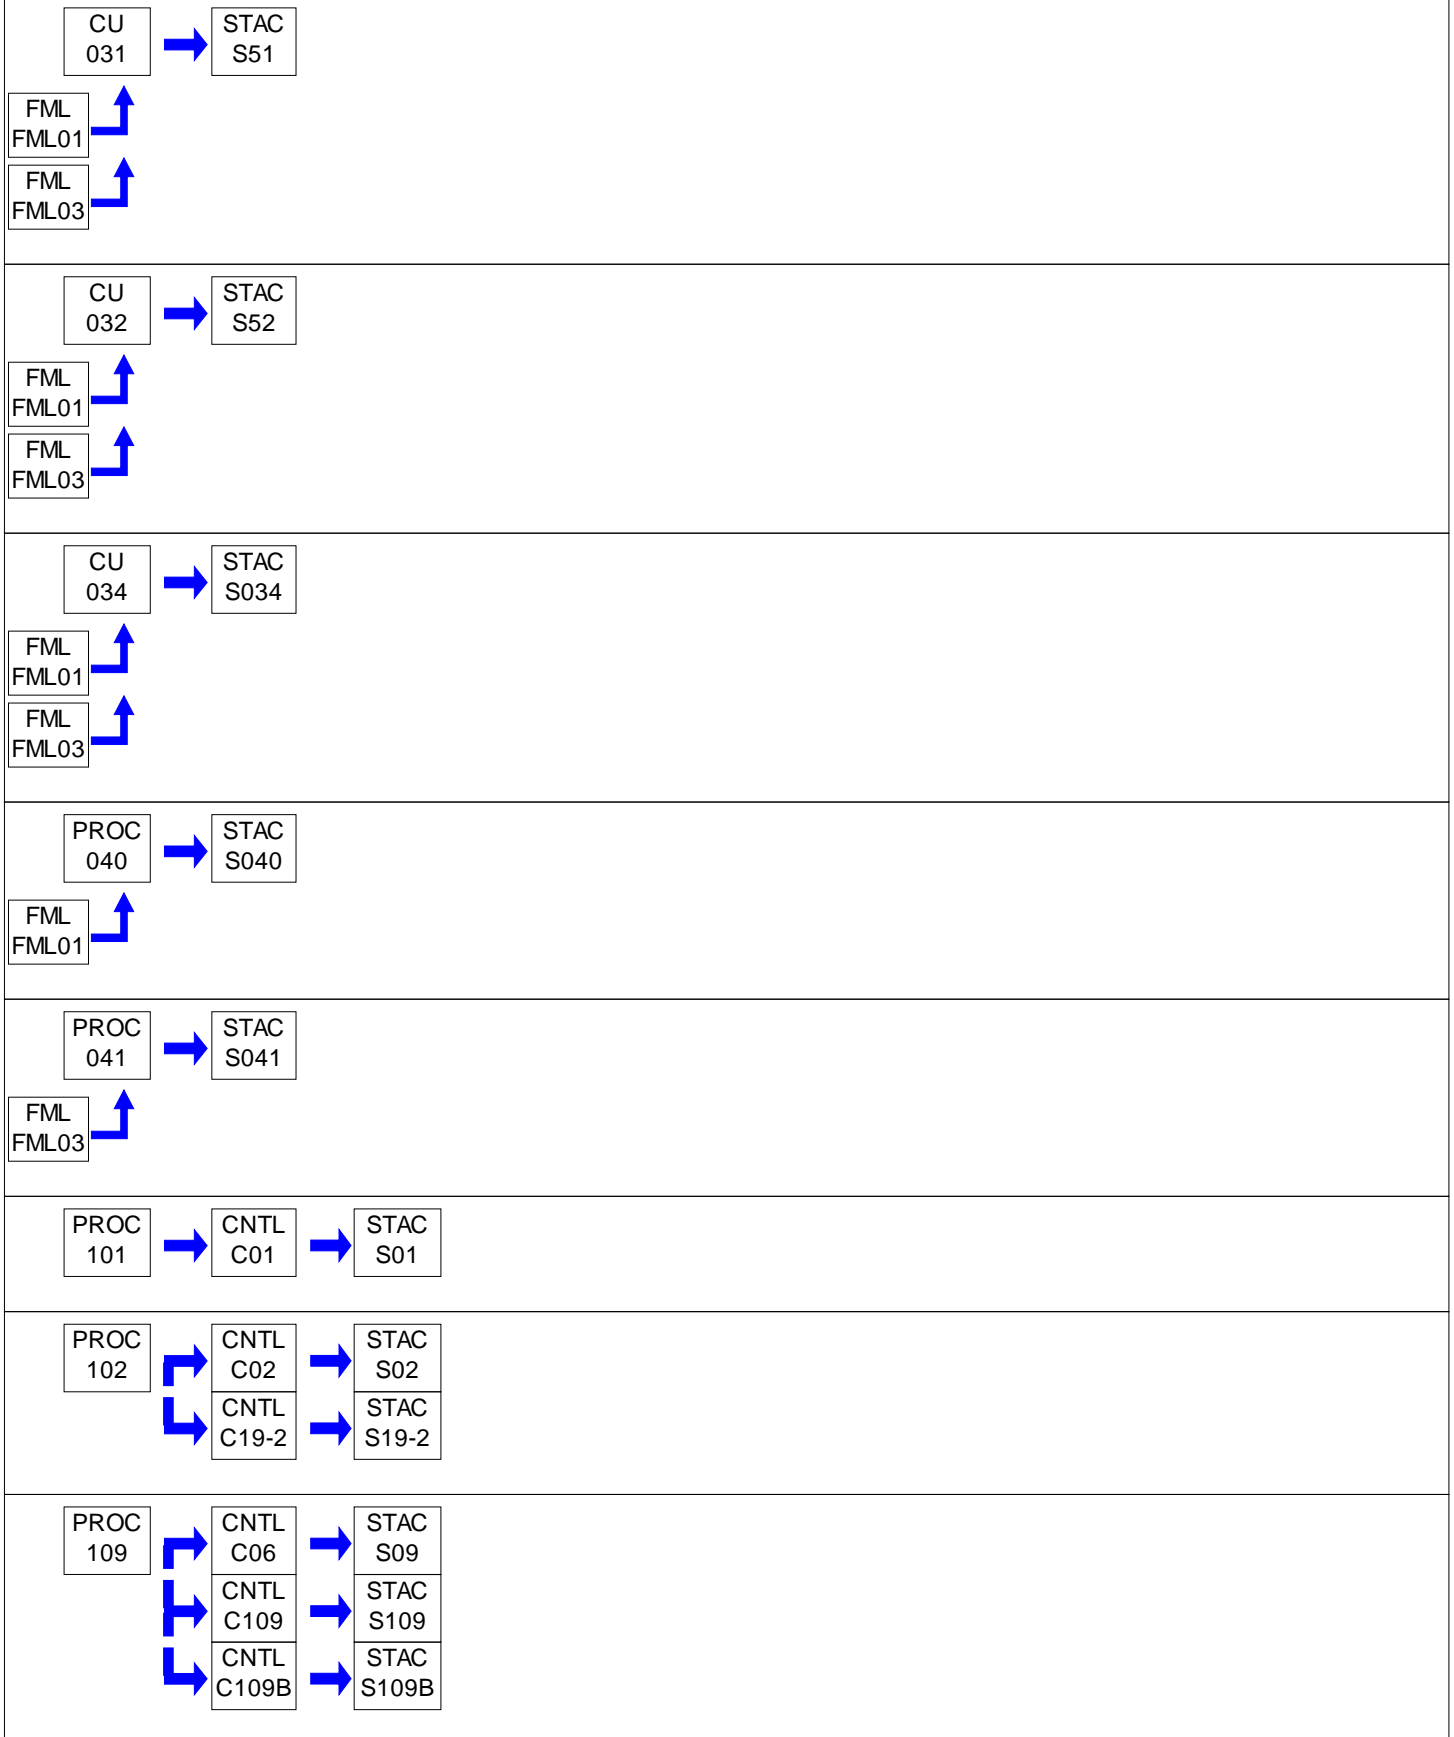 CU
031
STAC
S51
FML
FML01
FML
FML03
CU
032
STAC
S52
FML
FML01
FML
FML03
CU
034
STAC
S034
FML
FML01
FML
FML03
PROC
040
STAC
S040
FML
FML01
PROC
041
STAC
S041
FML
FML03
PROC
101
CNTL
C01
STAC
S01
PROC
102
CNTL
C02
STAC
S02
CNTL
C19-2
STAC
S19-2
PROC
109
CNTL
C06
STAC
S09
CNTL
C109
STAC
S109
CNTL
C109B
STAC
S109B